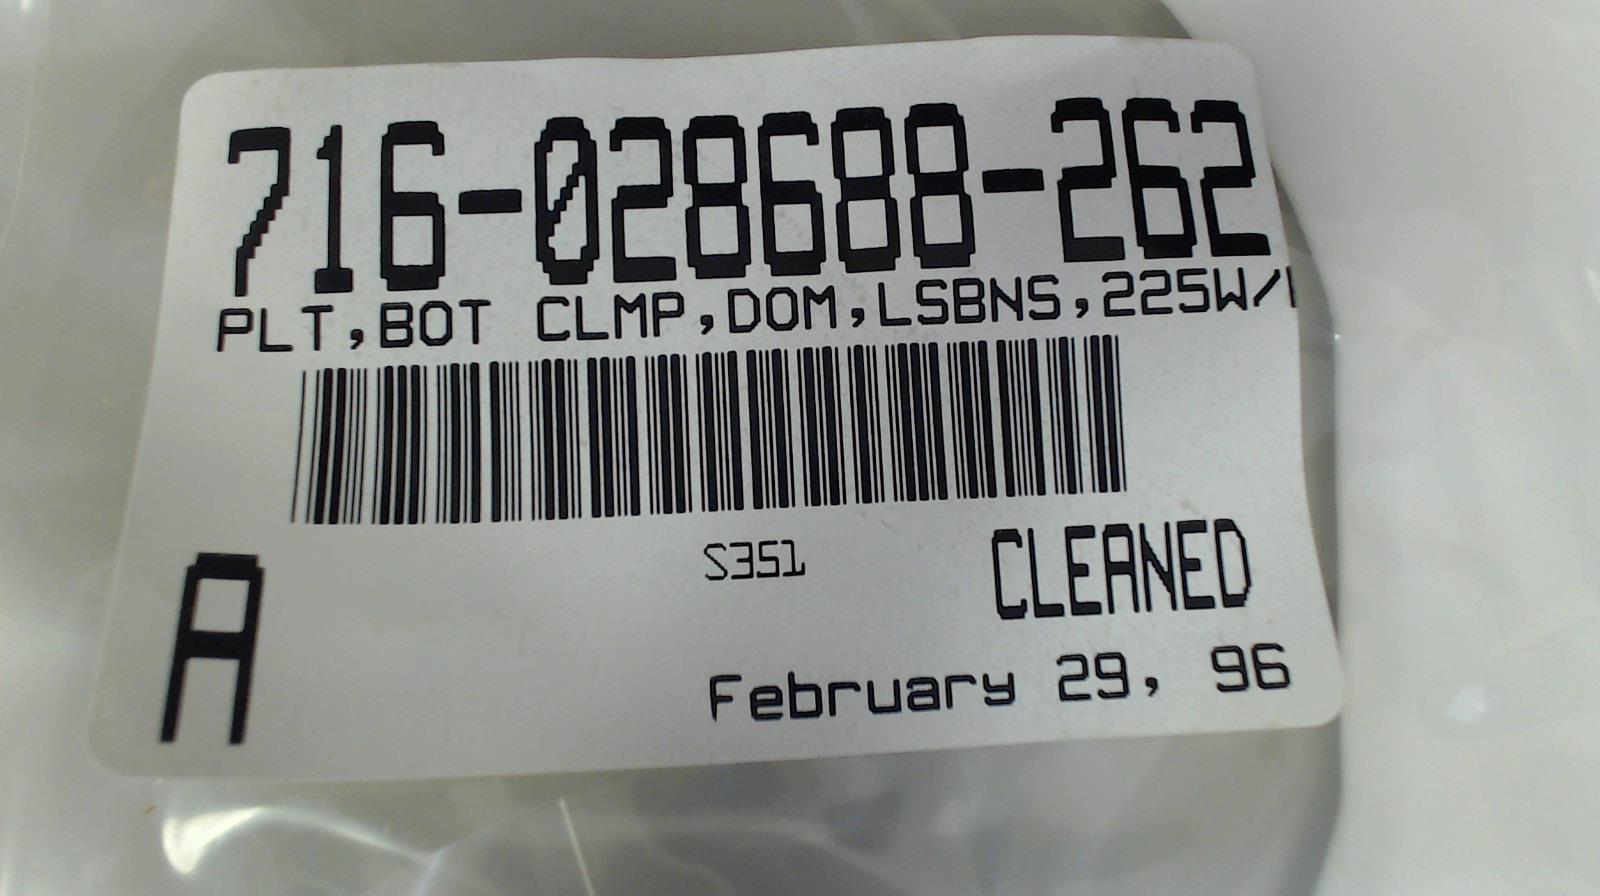 716-028688-262
PLT,BOT CLMP,DOM,LSBNS,225W/
S351
CLEANED
A
February 29, 96